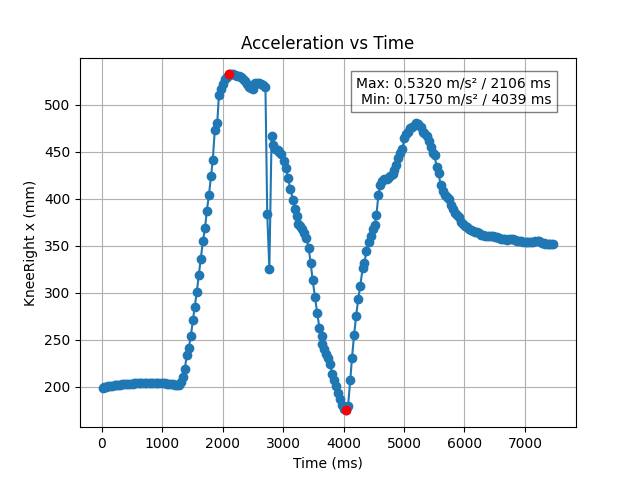 Acceleration vs Time
Max: 0.5320 m/s² / 2106 ms
Min: 0.1750 m/s² / 4039 ms
KneeRight x (mm)
500
450
400
350
300
250
200
0 1000 2000 3000 4000 5000 6000 7000
Time (ms)